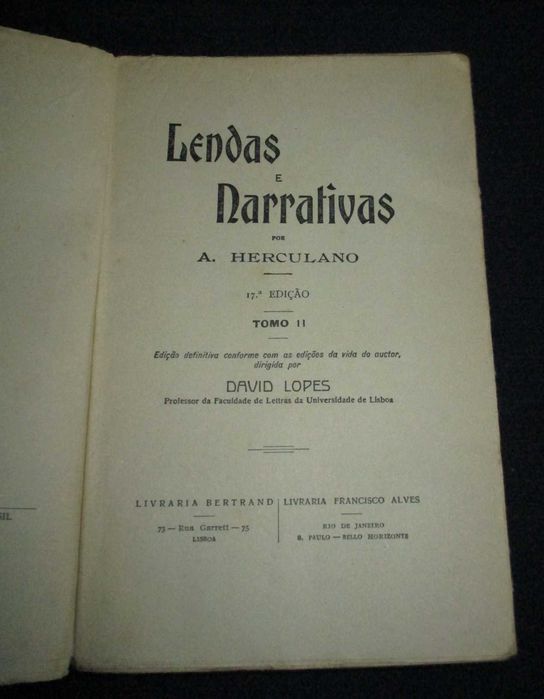 Lendas
E
Narrativas
POR
A. HERCULANO
17.ª EDIÇÃO
TOMO II
Edição definitiva conforme com as edições da vida do auctor,
dirigida por
DAVID LOPES
Professor da Faculdade de Letras da Universidade de Lisboa
LIVRARIA BERTRAND
73 — Rua Garrett — 75
LISBOA
LIVRARIA FRANCISCO ALVES
RIO DE JANEIRO
S. PAULO — BELLO HORIZONTE